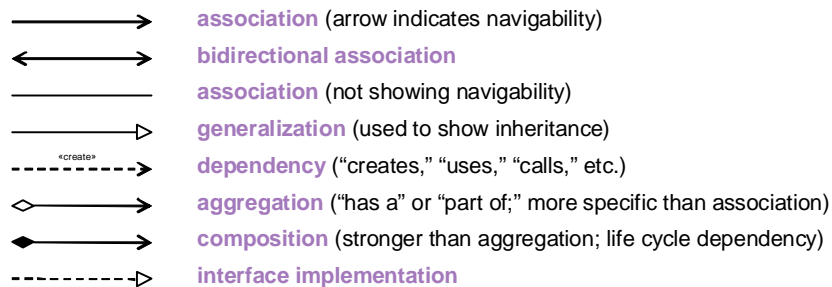 association (arrow indicates navigability)
bidirectional association
association (not showing navigability)
generalization (used to show inheritance)
«create»
dependency (“creates,” “uses,” “calls,” etc.)
aggregation (“has a” or “part of;” more specific than association)
composition (stronger than aggregation; life cycle dependency)
interface implementation